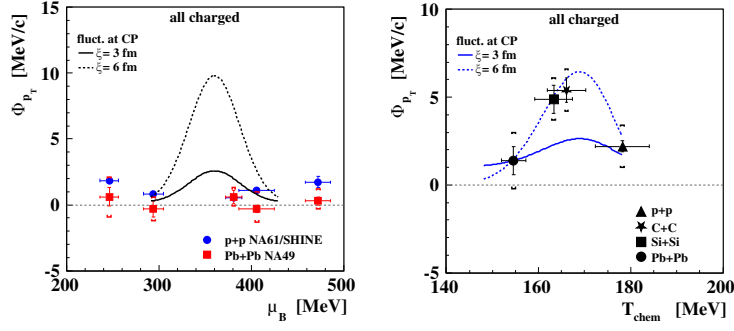 all charged
[MeV/c]
Φ_{p_T}
fluct. at CP
ξ = 3 fm
ξ = 6 fm
15
10
5
0
-5
p+p NA61/SHINE
Pb+Pb NA49
200 300 400 500
μ_B [MeV]
all charged
[MeV/c]
Φ_{p_T}
fluct. at CP
ξ = 3 fm
ξ = 6 fm
10
5
0
-5
p+p
C+C
Si+Si
Pb+Pb
140 160 180 200
T_{chem} [MeV]